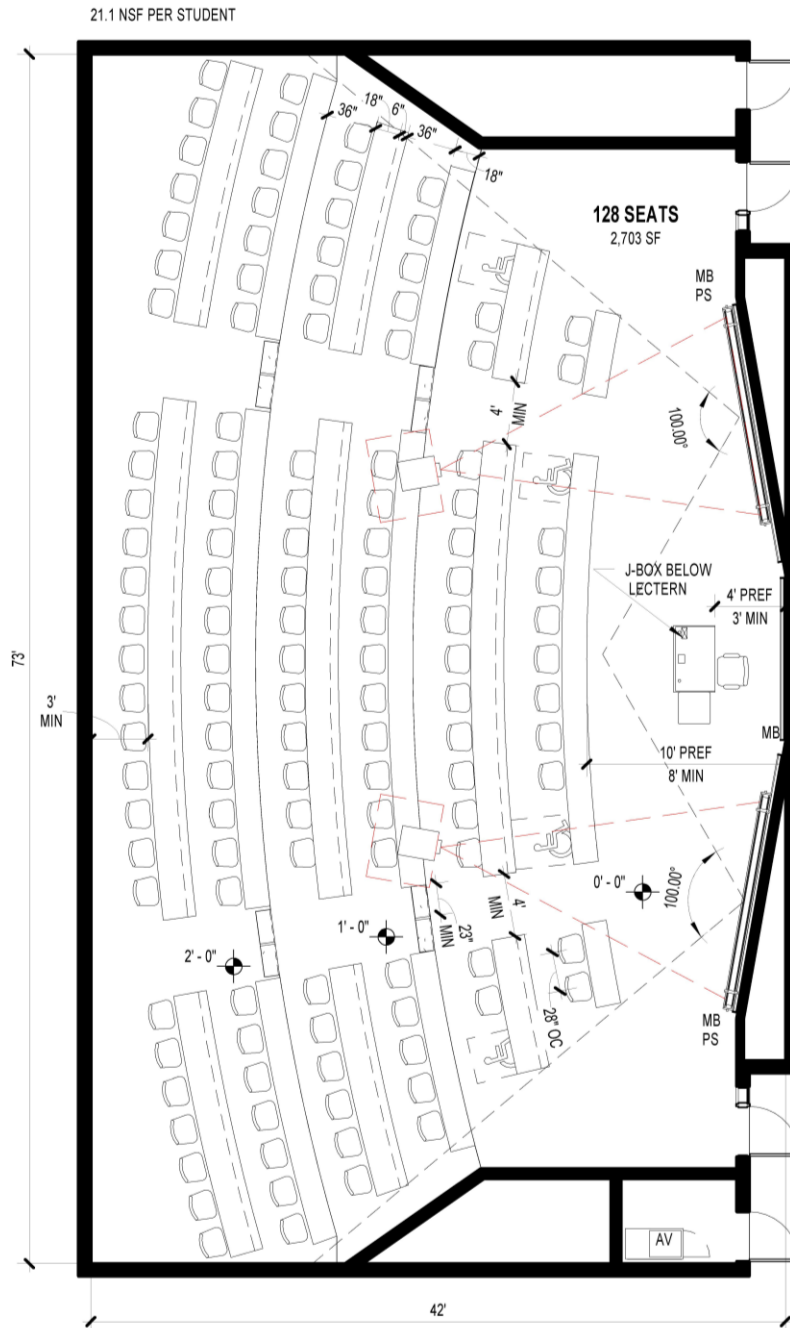 21.1 NSF PER STUDENT
36"
18"
6"
36"
18"
128 SEATS
2,703 SF
MB
PS
4'
MIN
100.00°
J-BOX BELOW
LECTERN
4' PREF
3' MIN
73'
3'
MIN
MB
10' PREF
8' MIN
0' - 0"
100.00°
4'
MIN
1' - 0"
23"
MIN
2' - 0"
28" OC
MB
PS
AV
42'